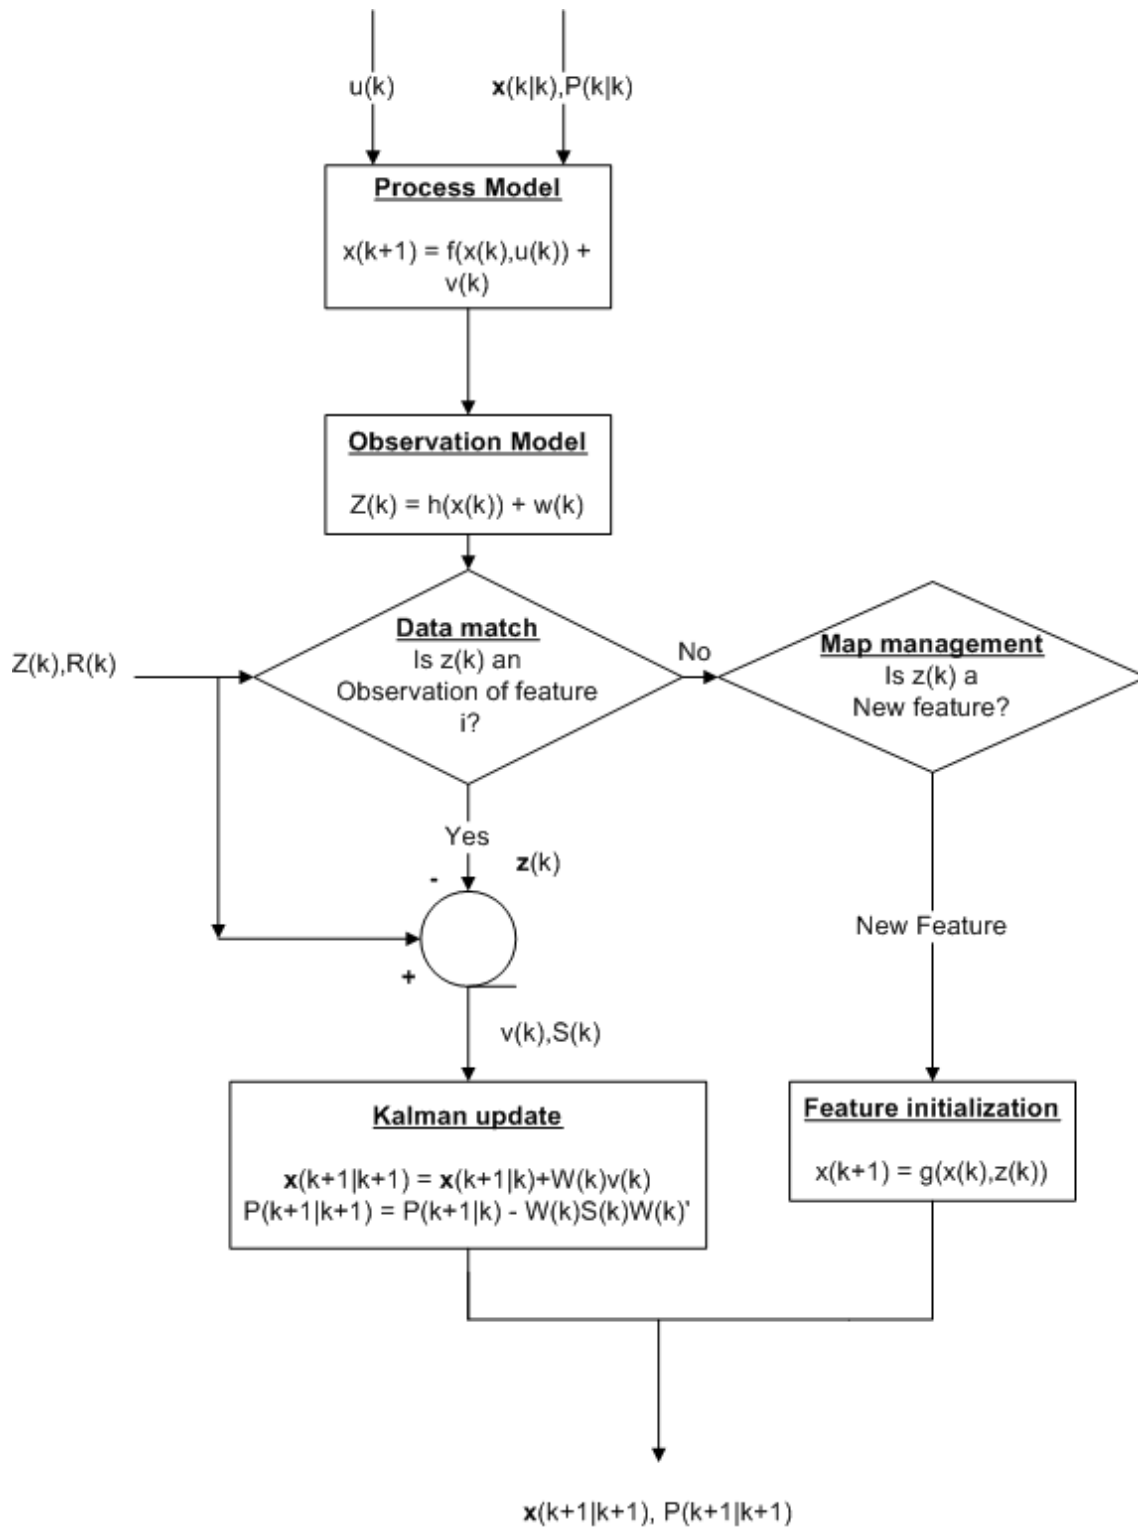 u(k)
x(k|k),P(k|k)
Process Model
x(k+1) = f(x(k),u(k)) +
v(k)
Observation Model
Z(k) = h(x(k)) + w(k)
Z(k),R(k)
Data match
Is z(k) an
Observation of feature
i?
No
Map management
Is z(k) a
New feature?
Yes
z(k)
-
+
New Feature
v(k),S(k)
Kalman update
x(k+1|k+1) = x(k+1|k)+W(k)v(k)
P(k+1|k+1) = P(k+1|k) - W(k)S(k)W(k)'
Feature initialization
x(k+1) = g(x(k),z(k))
x(k+1|k+1), P(k+1|k+1)